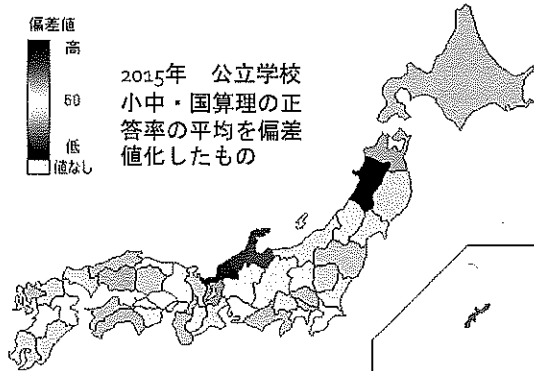 偏差値
高
50
低
値なし
2015年　公立学校
小中・国算理の正
答率の平均を偏差
値化したもの